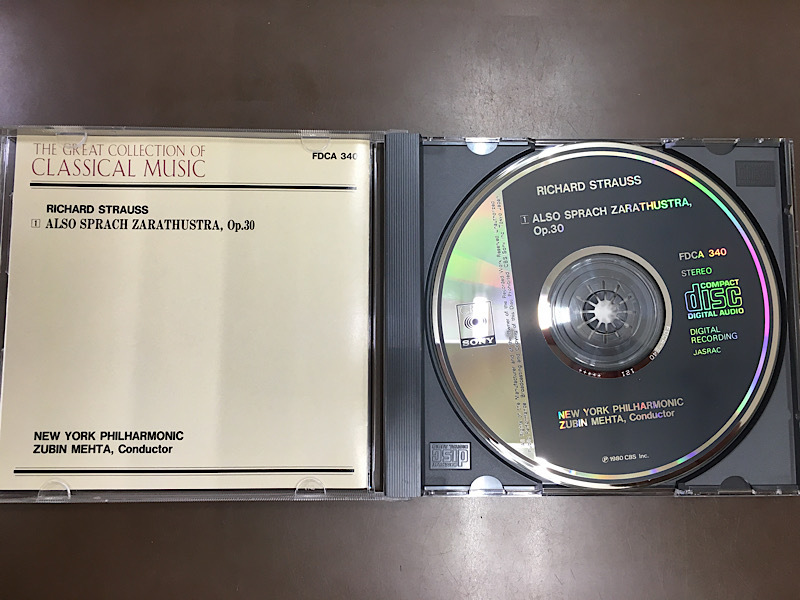 THE GREAT COLLECTION OF
CLASSICAL MUSIC
FDCA 340
RICHARD STRAUSS
1 ALSO SPRACH ZARATHUSTRA, Op.30
NEW YORK PHILHARMONIC
ZUBIN MEHTA, Conductor
RICHARD STRAUSS
1 ALSO SPRACH ZARATHUSTRA,
Op.30
FDCA 340
STEREO
COMPACT
disc
DIGITAL AUDIO
DIGITAL
RECORDING
JASRAC
SONY
NEW YORK PHILHARMONIC
ZUBIN MEHTA, Conductor
℗ 1980 CBS Inc.
COMPACT
disc